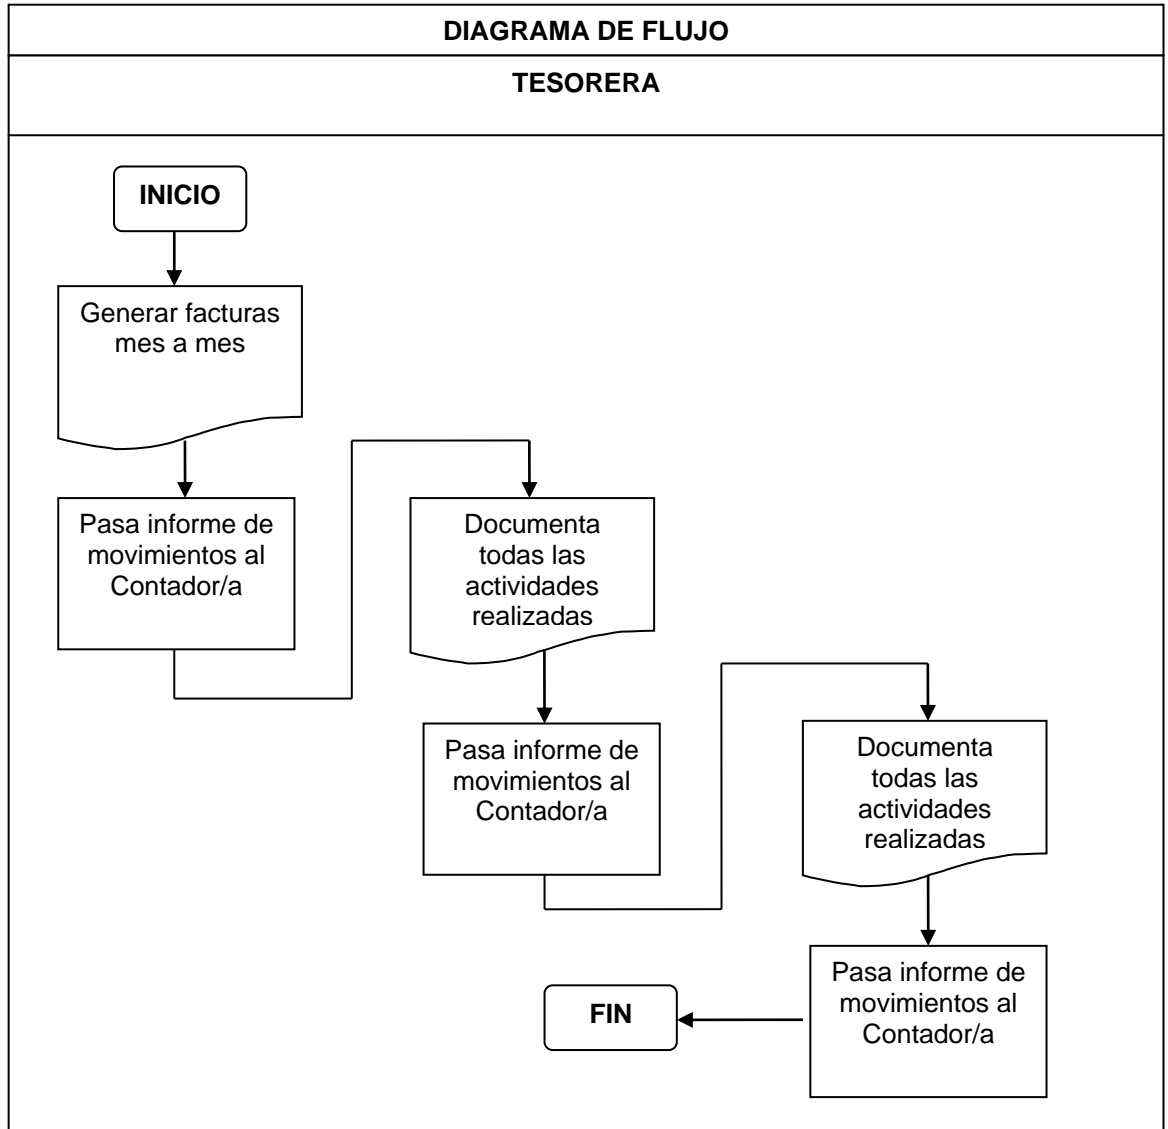 DIAGRAMA DE FLUJO
TESORERA
INICIO
Generar facturas
mes a mes
Pasa informe de
movimientos al
Contador/a
Documenta
todas las
actividades
realizadas
Pasa informe de
movimientos al
Contador/a
Documenta
todas las
actividades
realizadas
Pasa informe de
movimientos al
Contador/a
FIN